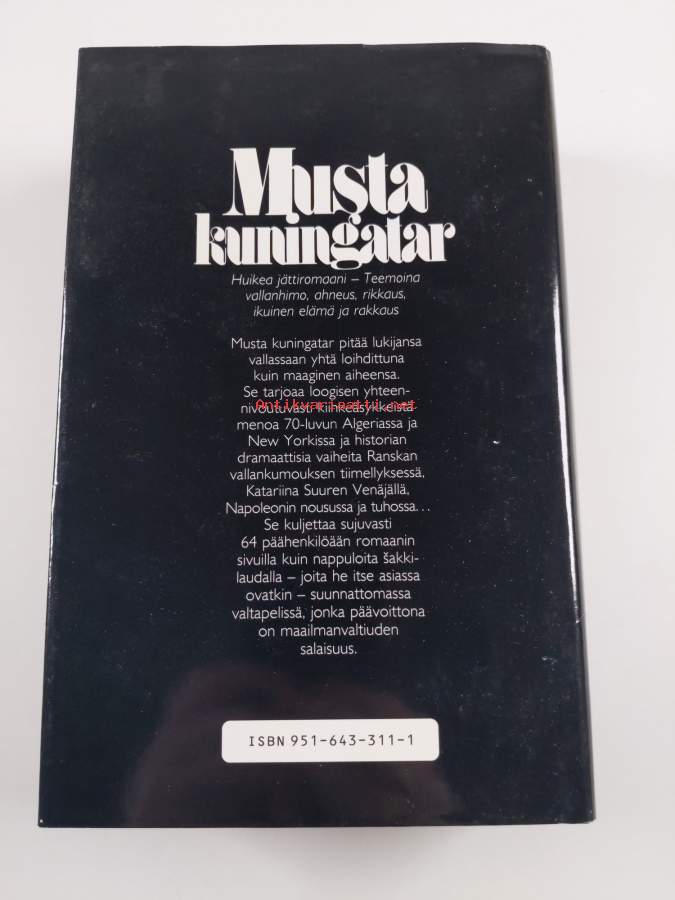 Musta
kuningatar
Huikea jättiromaani – Teemoina
vallanhimo, ahneus, rikkaus,
ikuinen elämä ja rakkaus
Musta kuningatar pitää lukijansa
vallassaan yhtä loihdittuna
kuin maaginen aiheensa.
Se tarjoaa loogisen yhteen-
nivoutuvasti kiihkeäsykkeistä
Antikvariaatti.net
menoa 70-luvun Algeriassa ja
New Yorkissa ja historian
dramaattisia vaiheita Ranskan
vallankumouksen tiimellyksessä,
Katariina Suuren Venäjällä,
Napoleonin nousussa ja tuhossa...
Se kuljettaa sujuvasti
64 päähenkilöään romaanin
sivuilla kuin nappuloita šakki-
laudalla – joita he itse asiassa
ovatkin – suunnattomassa
valtapelissä, jonka päävoittona
on maailmanvaltiuden
salaisuus.
ISBN 951-643-311-1